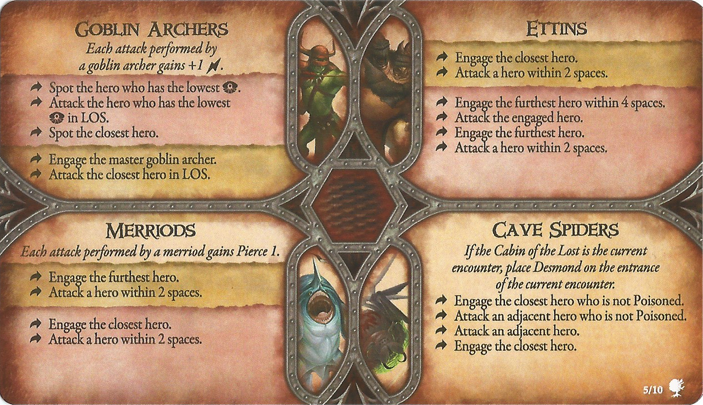 GOBLIN ARCHERS
Each attack performed by
a goblin archer gains +1 .
Spot the hero who has the lowest .
Attack the hero who has the lowest
in LOS.
Spot the closest hero.
Engage the master goblin archer.
Attack the closest hero in LOS.
ETTINS
Engage the closest hero.
Attack a hero within 2 spaces.
Engage the furthest hero within 4 spaces.
Attack the engaged hero.
Engage the furthest hero.
Attack a hero within 2 spaces.
MERRIODS
Each attack performed by a merriod gains Pierce 1.
Engage the furthest hero.
Attack a hero within 2 spaces.
Engage the closest hero.
Attack a hero within 2 spaces.
CAVE SPIDERS
If the Cabin of the Lost is the current
encounter, place Desmond on the entrance
of the current encounter.
Engage the closest hero who is not Poisoned.
Attack an adjacent hero who is not Poisoned.
Attack an adjacent hero.
Engage the closest hero.
5/10